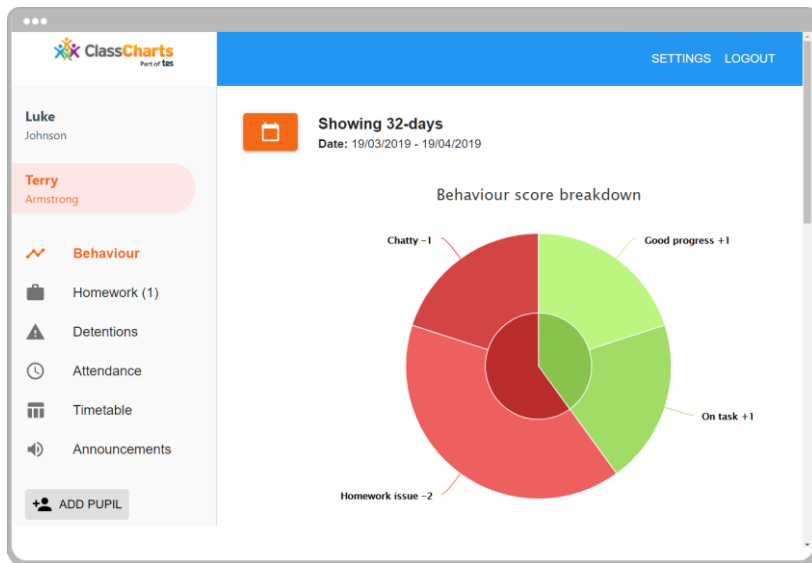 ClassCharts
Part of tes
SETTINGS LOGOUT
Luke
Johnson
Terry
Armstrong
Behaviour
Homework (1)
Detentions
Attendance
Timetable
Announcements
ADD PUPIL
Showing 32-days
Date: 19/03/2019 - 19/04/2019
Behaviour score breakdown
Chatty -1
Good progress +1
On task +1
Homework issue -2